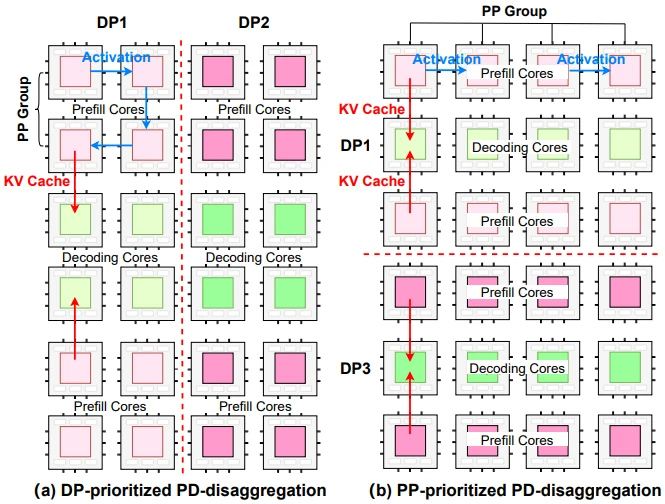 DP1
DP2
Activation
Prefill Cores
Prefill Cores
PP Group
KV Cache
Decoding Cores
Decoding Cores
Prefill Cores
Prefill Cores
(a) DP-prioritized PD-disaggregation
PP Group
Activation
Activation
Prefill Cores
KV Cache
DP1
Decoding Cores
KV Cache
Prefill Cores
Prefill Cores
DP3
Decoding Cores
Prefill Cores
(b) PP-prioritized PD-disaggregation